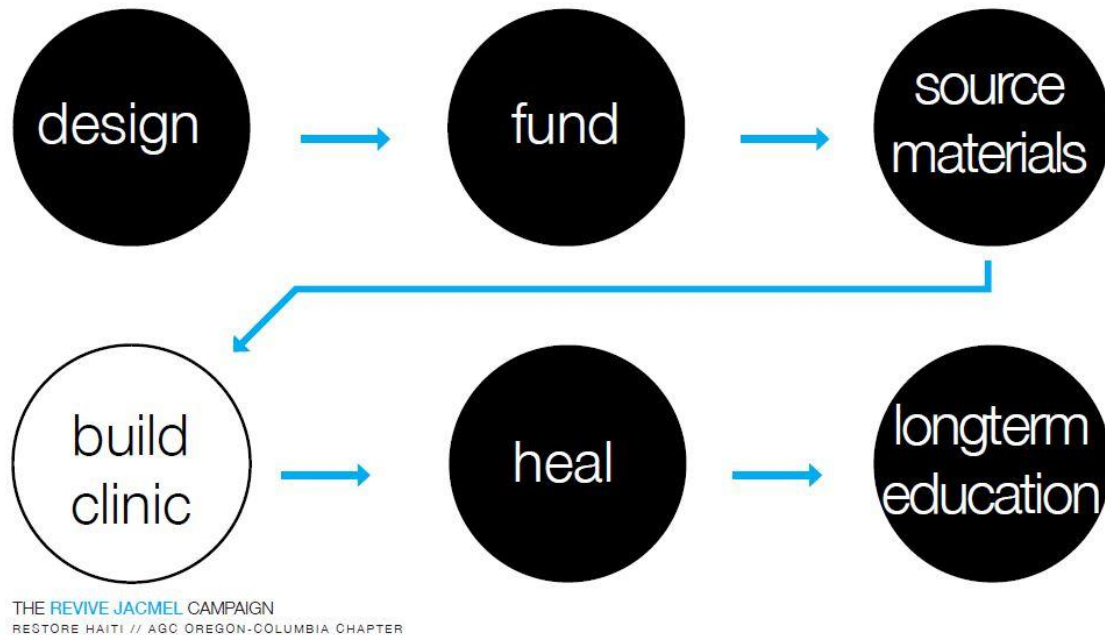 design
fund
source
materials
build
clinic
heal
longterm
education
THE REVIVE JACMEL CAMPAIGN
RESTORE HAITI // AGC OREGON-COLUMBIA CHAPTER